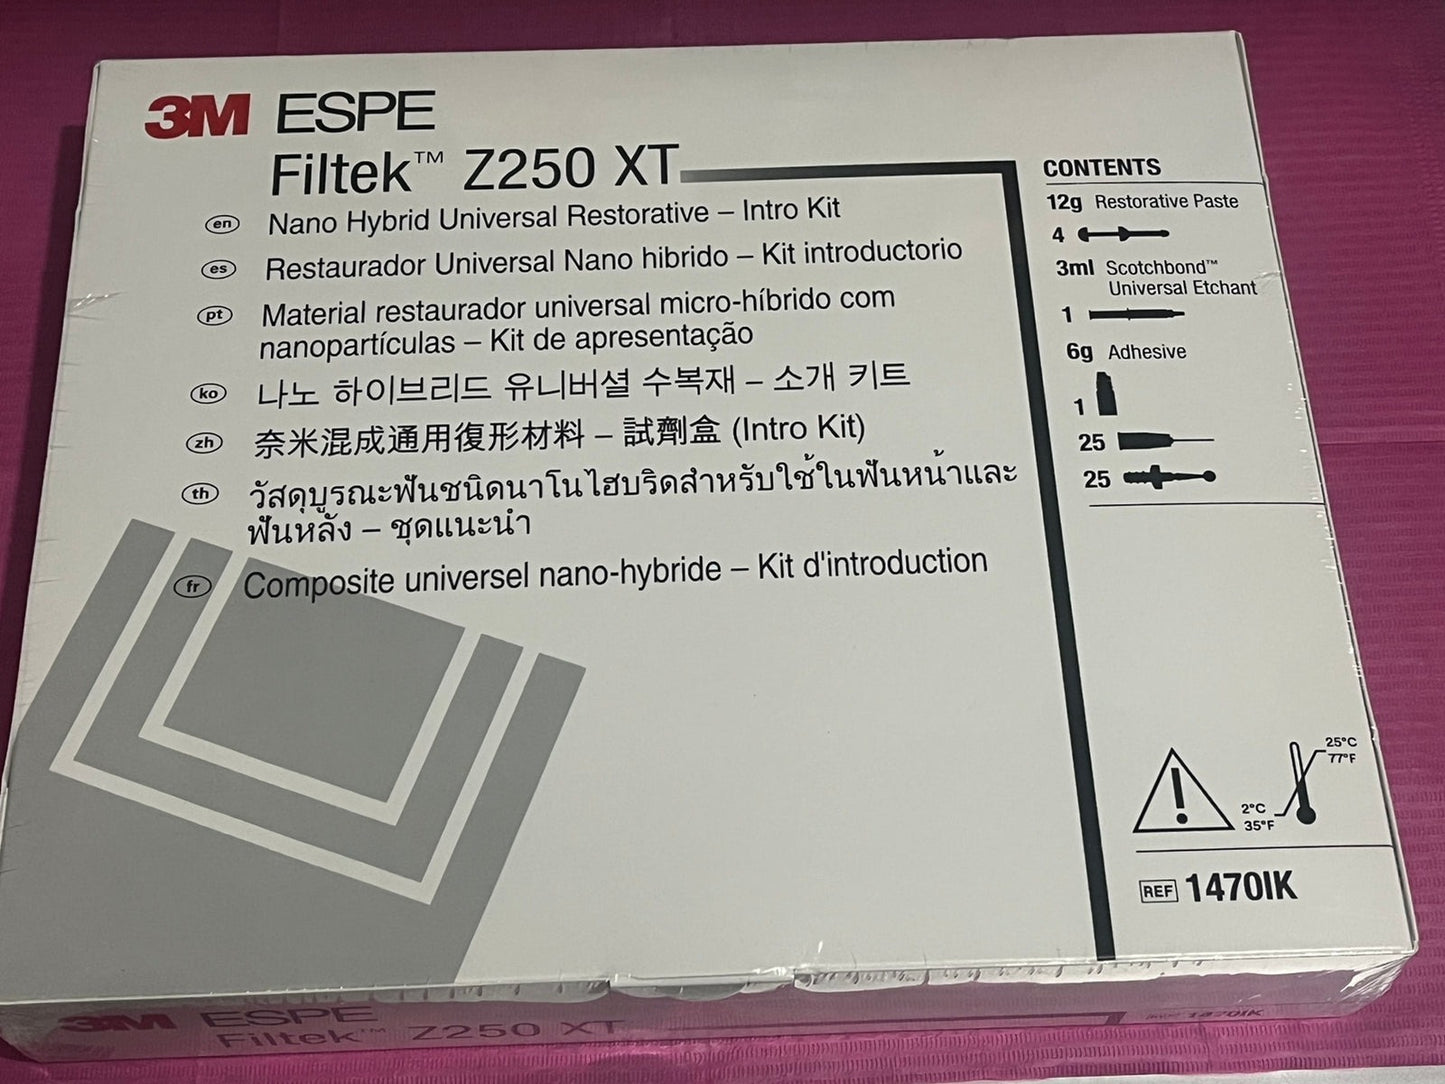 3M ESPE
Filtek™ Z250 XT
en Nano Hybrid Universal Restorative – Intro Kit
es Restaurador Universal Nano hibrido – Kit introductorio
pt Material restaurador universal micro-híbrido com
nanopartículas – Kit de apresentação
ko 나노 하이브리드 유니버셜 수복재 – 소개 키트
zh 奈米混成通用復形材料 – 試劑盒 (Intro Kit)
th วัสดุบูรณะฟันชนิดนาโนไฮบริดสำหรับใช้ในฟันหน้าและ
ฟันหลัง – ชุดแนะนำ
fr Composite universel nano-hybride – Kit d'introduction
CONTENTS
12g Restorative Paste
4
3ml Scotchbond™
Universal Etchant
1
6g Adhesive
1
25
25
25°C
77°F
2°C
35°F
REF 1470IK
3M ESPE
Filtek™ Z250 XT
REF 1470IK